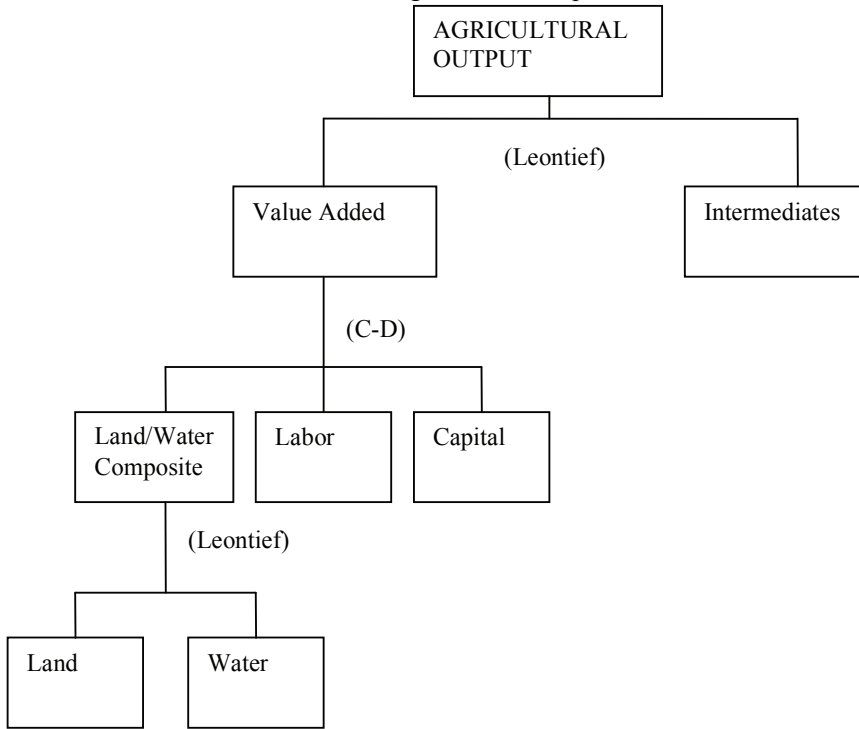 AGRICULTURAL
OUTPUT
(Leontief)
Value Added
Intermediates
(C-D)
Land/Water
Composite
Labor
Capital
(Leontief)
Land
Water